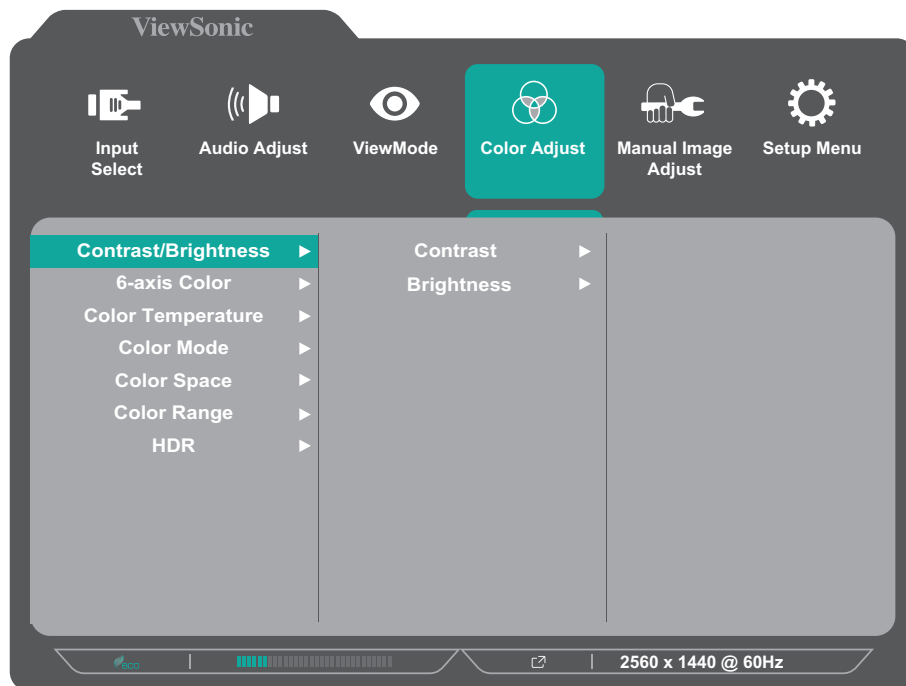 ViewSonic
Input
Select
Audio Adjust
ViewMode
Color Adjust
Manual Image
Adjust
Setup Menu
Contrast/Brightness
6-axis Color
Color Temperature
Color Mode
Color Space
Color Range
HDR
Contrast
Brightness
eco
2560 x 1440 @ 60Hz